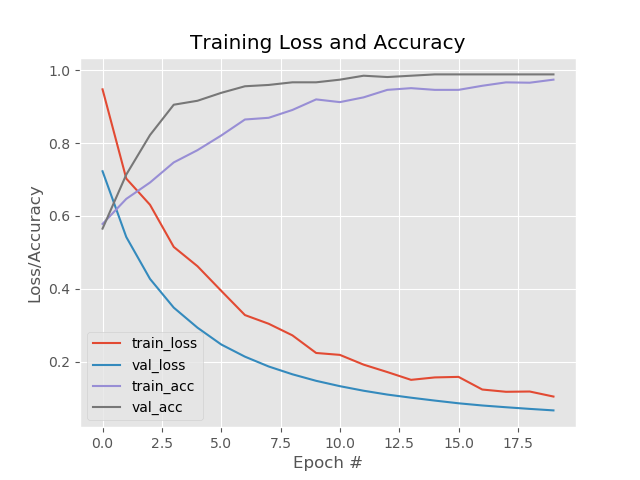 Training Loss and Accuracy
1.0
0.8
0.6
0.4
0.2
Loss/Accuracy
train_loss
val_loss
train_acc
val_acc
0.0 2.5 5.0 7.5 10.0 12.5 15.0 17.5
Epoch #